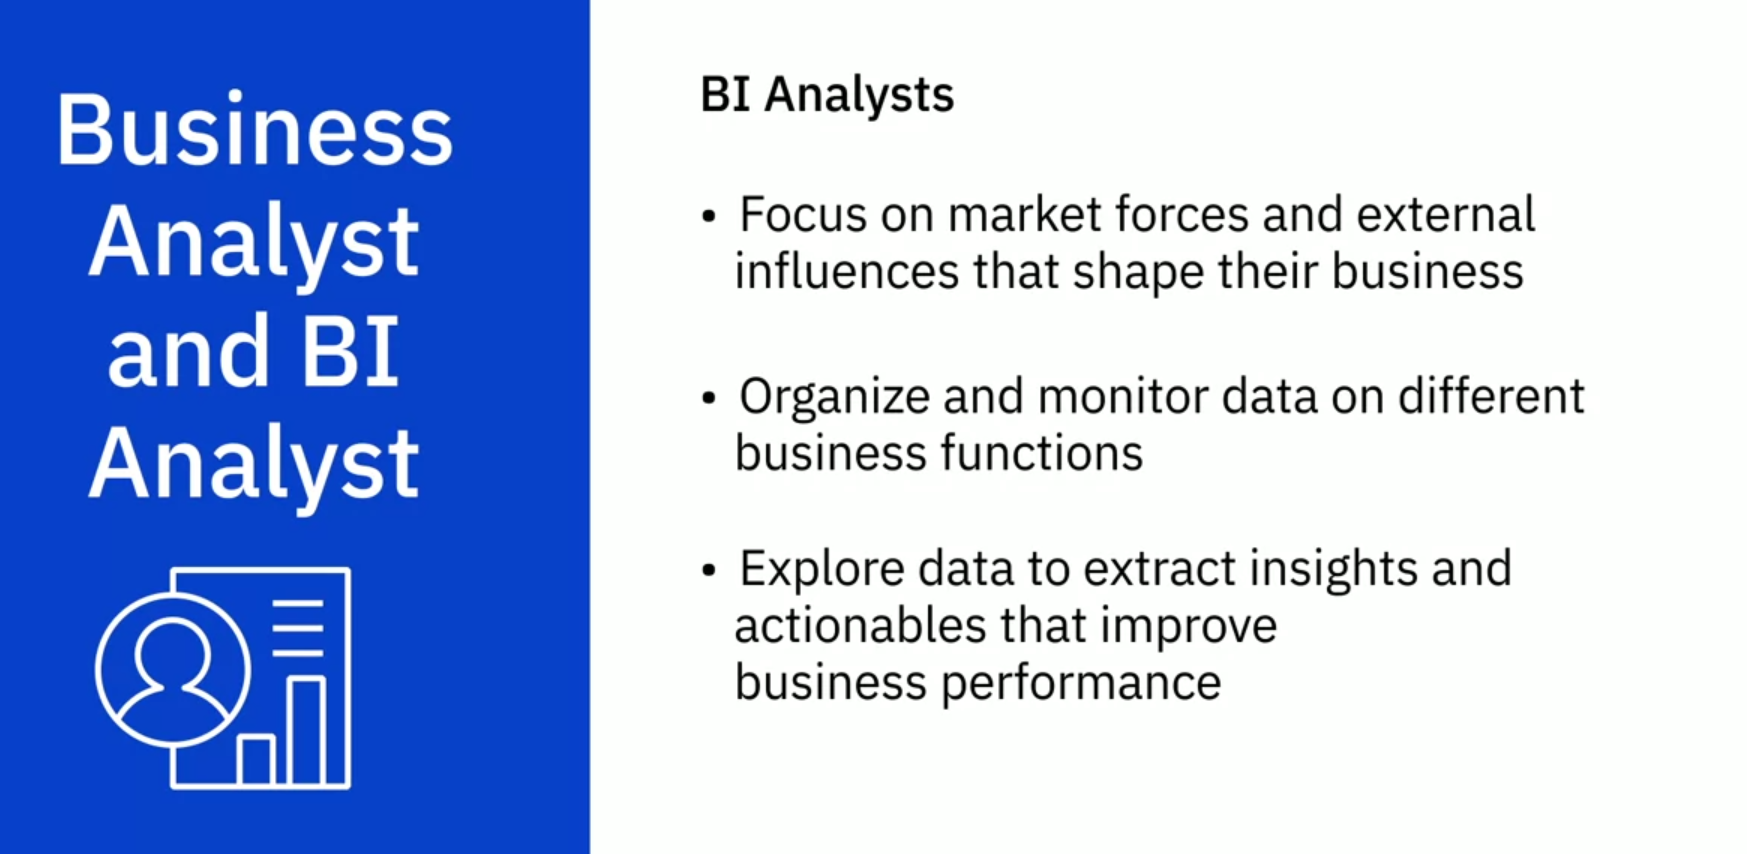 Business
Analyst
and BI
Analyst
BI Analysts
• Focus on market forces and external
influences that shape their business
• Organize and monitor data on different
business functions
• Explore data to extract insights and
actionables that improve
business performance